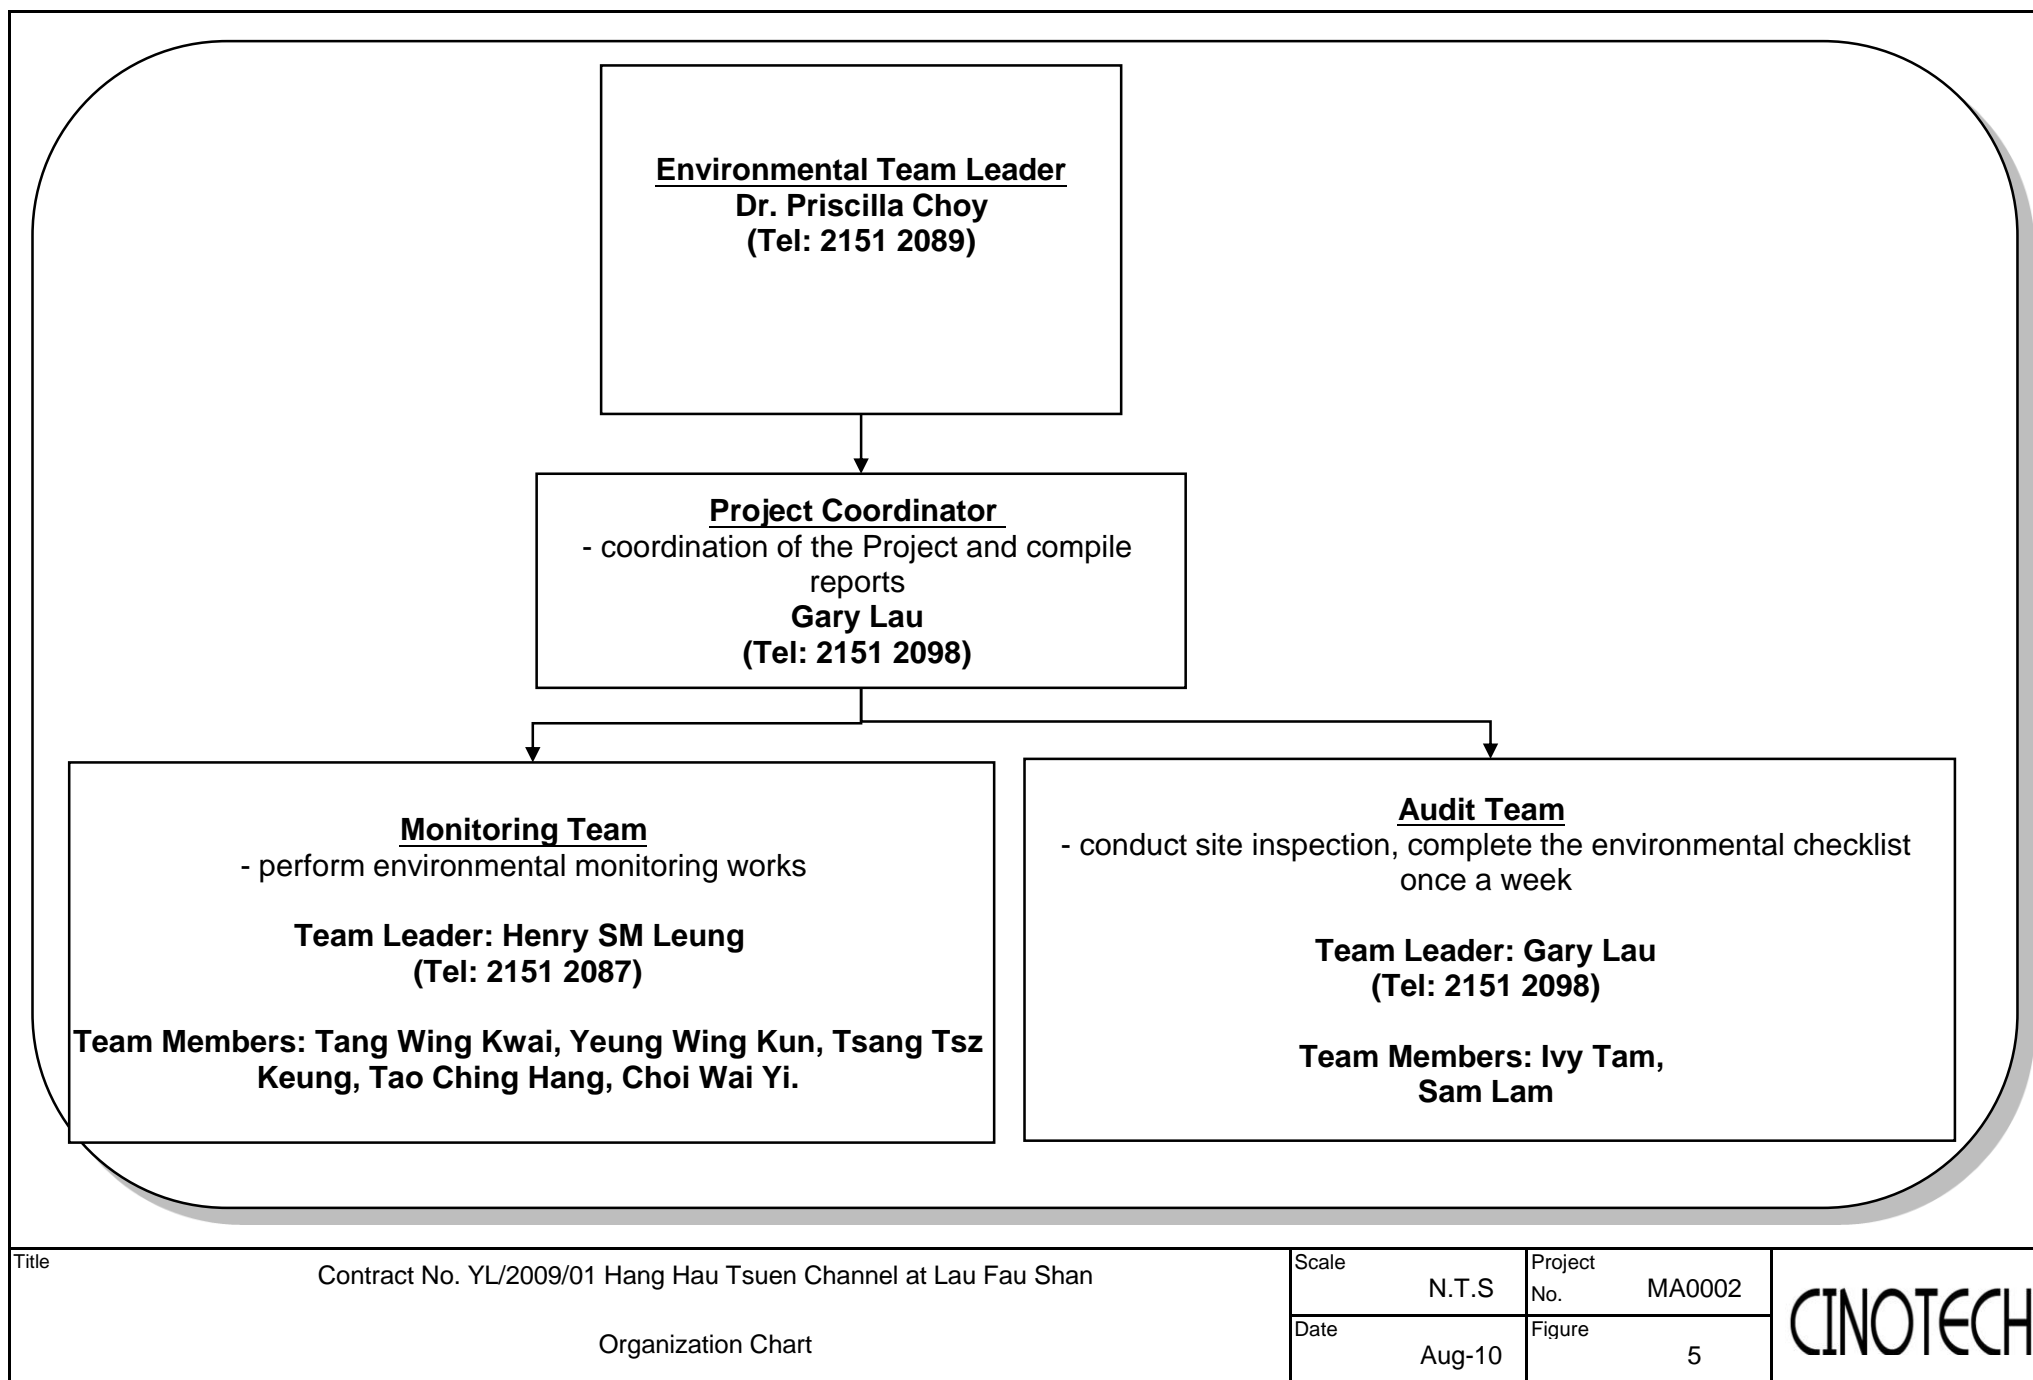 Environmental Team Leader
Dr. Priscilla Choy
(Tel: 2151 2089)
Project Coordinator
- coordination of the Project and compile
reports
Gary Lau
(Tel: 2151 2098)
Monitoring Team
- perform environmental monitoring works
Team Leader: Henry SM Leung
(Tel: 2151 2087)
Team Members: Tang Wing Kwai, Yeung Wing Kun, Tsang Tsz
Keung, Tao Ching Hang, Choi Wai Yi.
Audit Team
- conduct site inspection, complete the environmental checklist
once a week
Team Leader: Gary Lau
(Tel: 2151 2098)
Team Members: Ivy Tam,
Sam Lam
Title
Contract No. YL/2009/01 Hang Hau Tsuen Channel at Lau Fau Shan
Organization Chart
Scale
N.T.S
Project
No. MA0002
Date
Aug-10
Figure
5
CINOTECH